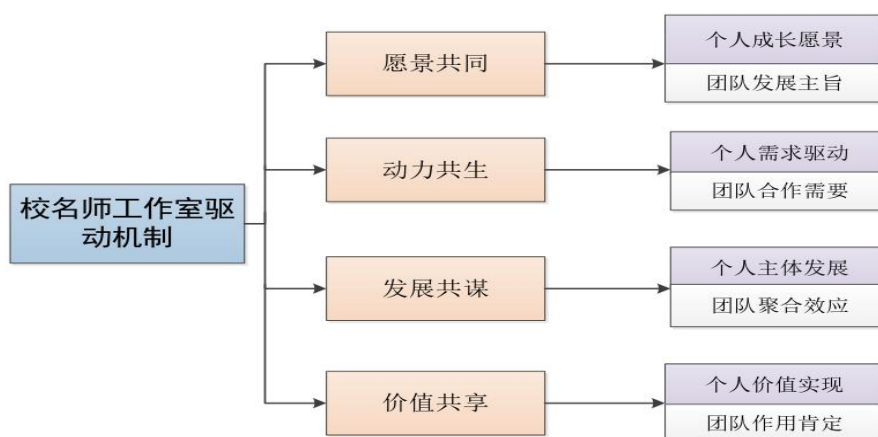 校名师工作室驱
动机制
愿景共同
个人成长愿景
团队发展主旨
动力共生
个人需求驱动
团队合作需要
发展共谋
个人主体发展
团队聚合效应
价值共享
个人价值实现
团队作用肯定